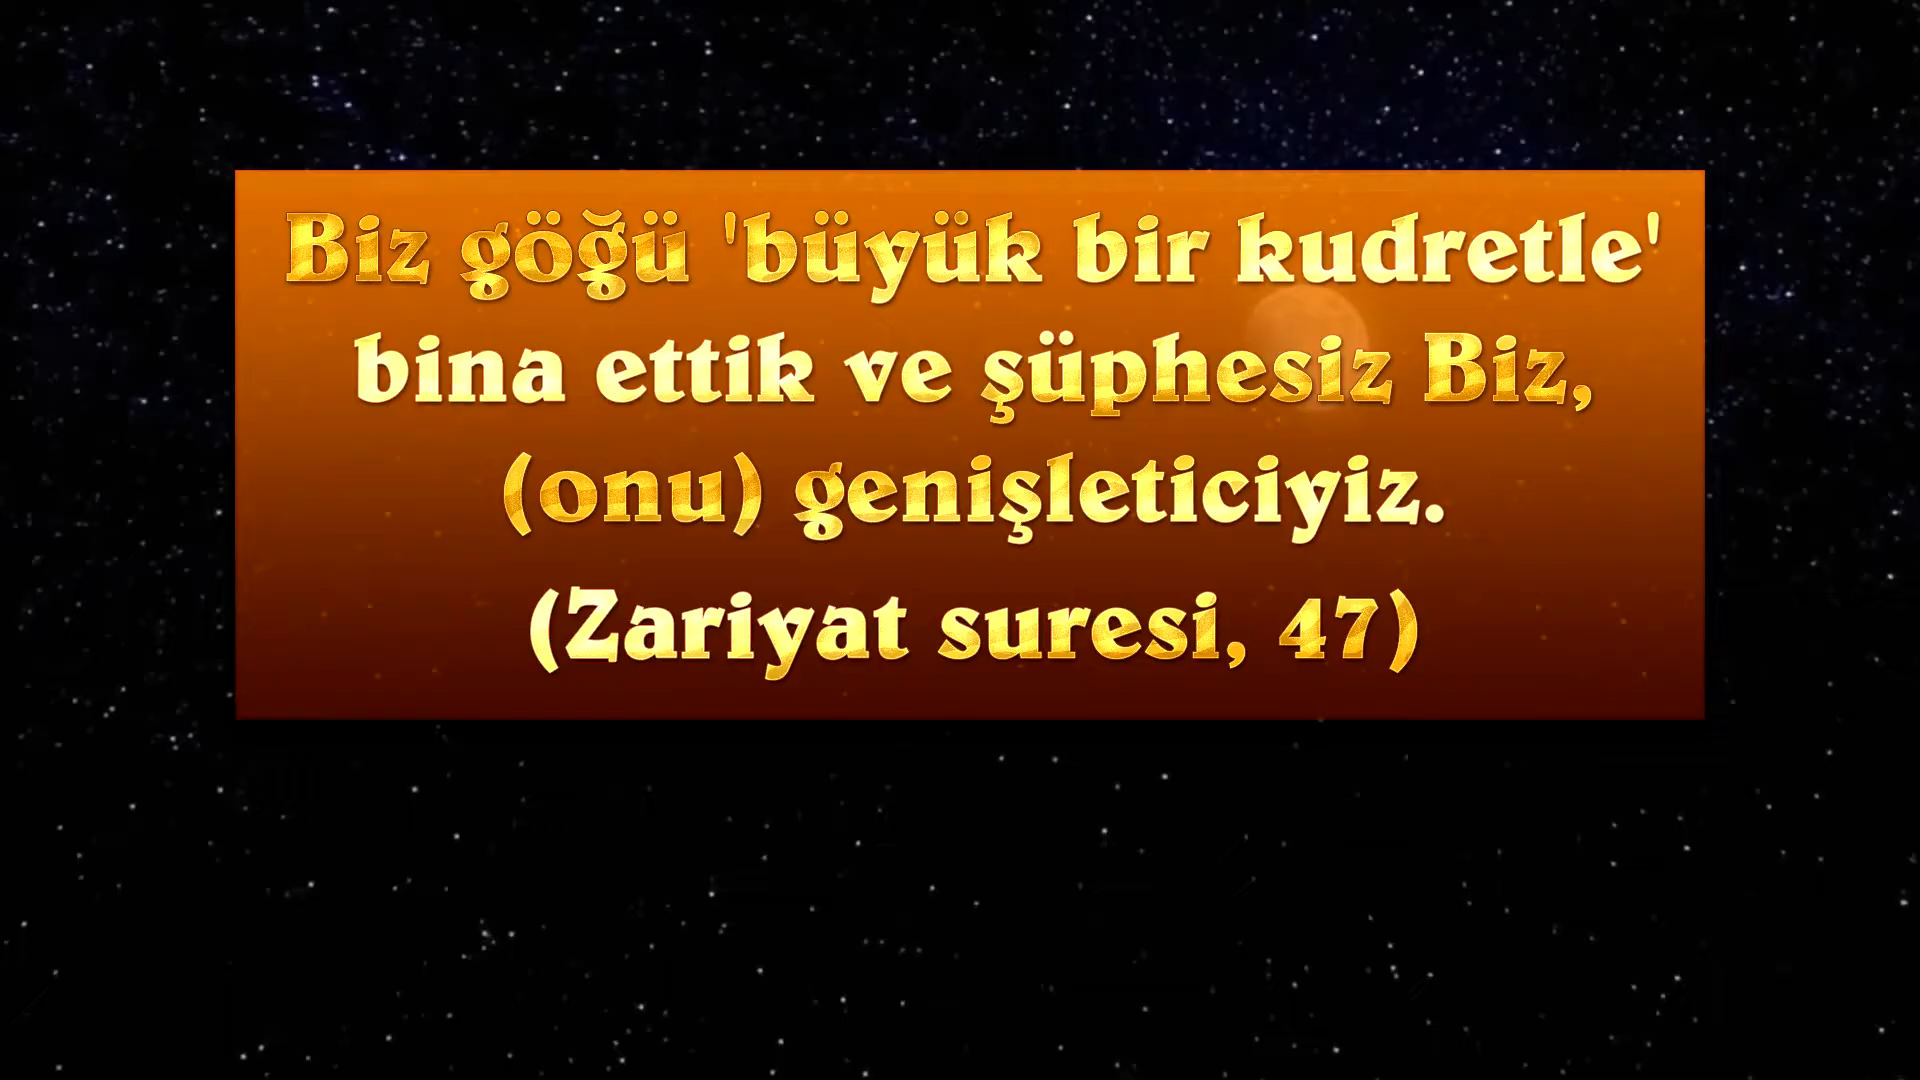 Biz göğü 'büyük bir kudretle'
bina ettik ve şüphesiz Biz,
(onu) genişleticiyiz.
(Zariyat suresi, 47)